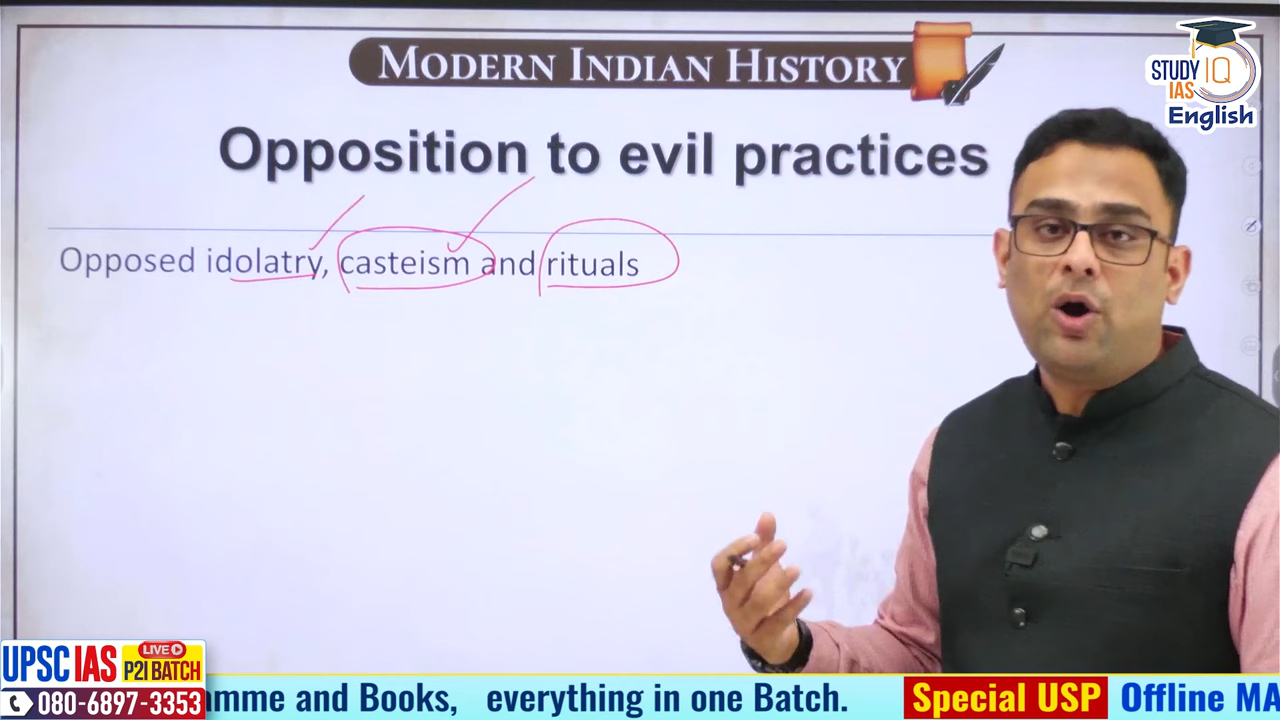 MODERN INDIAN HISTORY
STUDY IQ
IAS
English
Opposition to evil practices
Opposed idolatry, casteism and rituals
UPSC IAS
LIVE
P2I BATCH
080-6897-3353
amme and Books, everything in one Batch.
Special USP
Offline MA